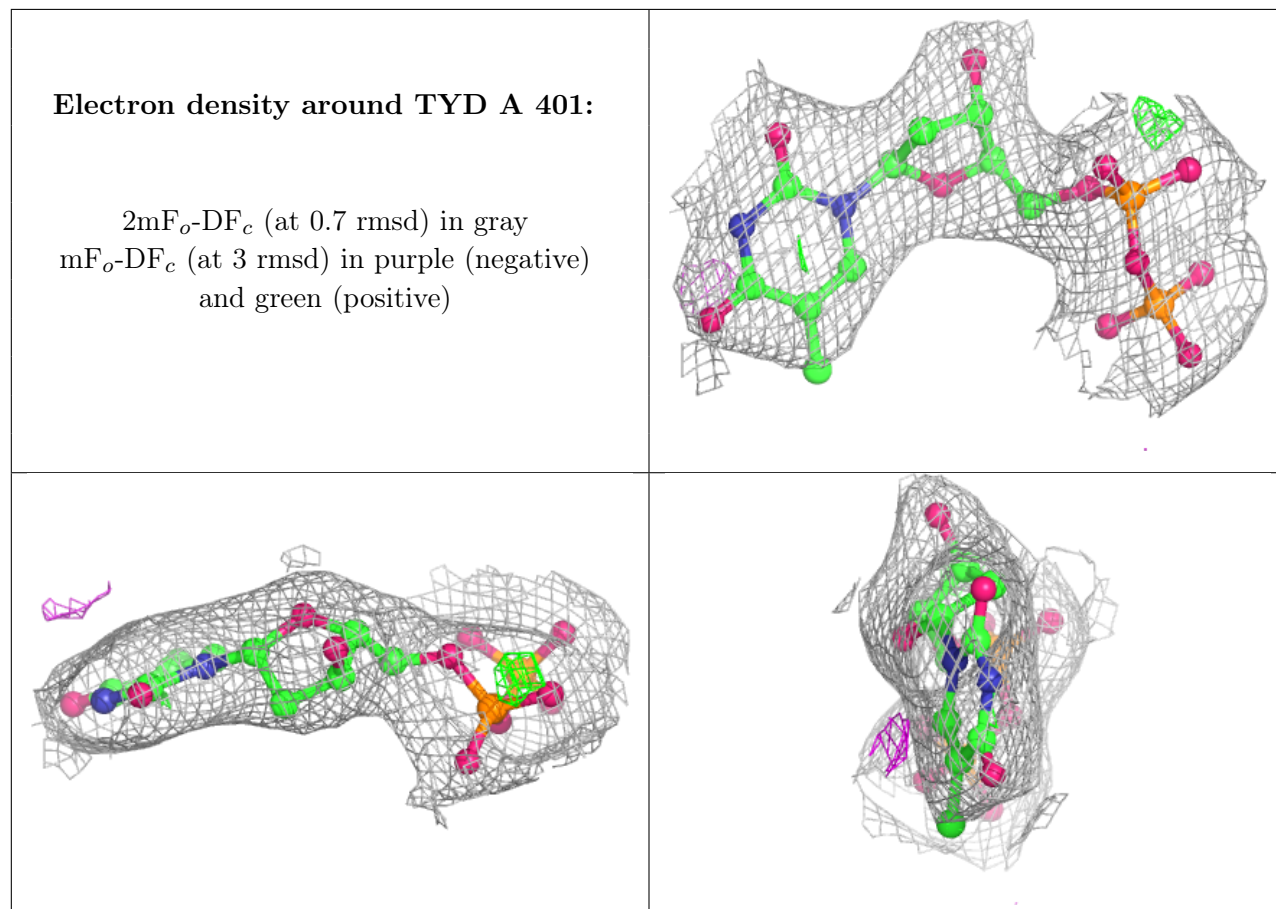 Electron density around TYD A 401:
2mFo-DFc (at 0.7 rmsd) in gray
mFo-DFc (at 3 rmsd) in purple (negative)
and green (positive)